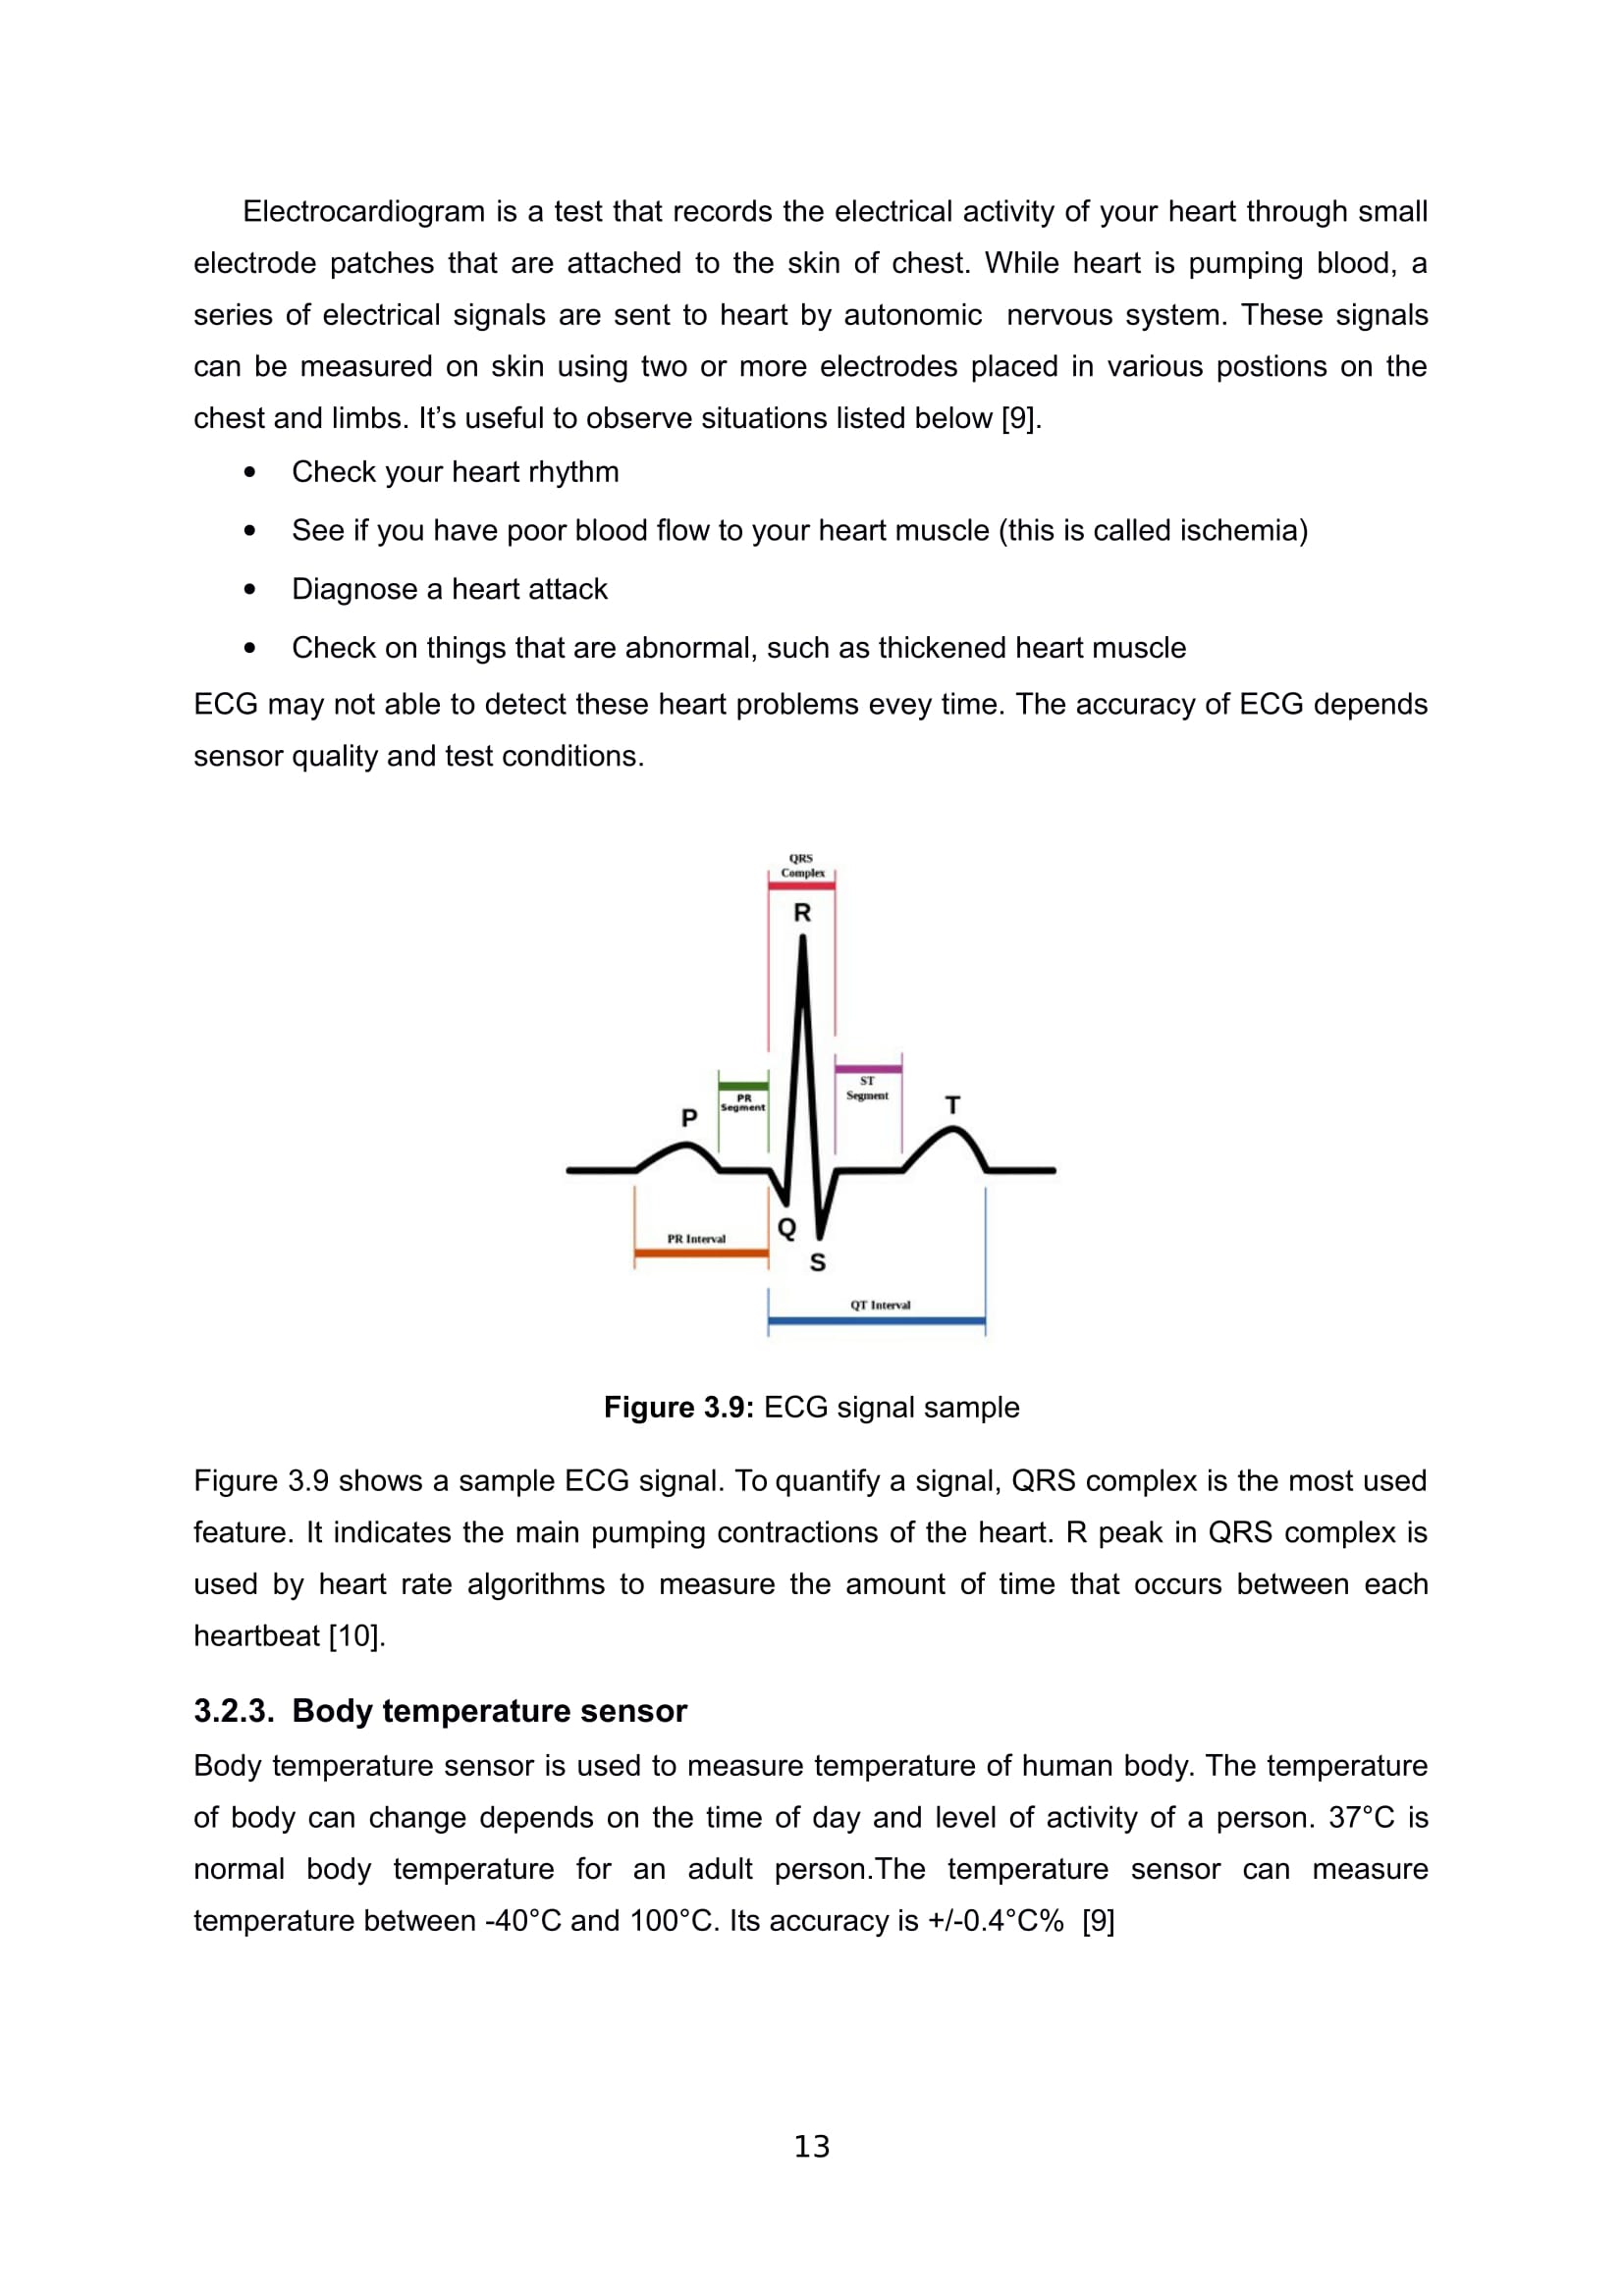 Electrocardiogram is a test that records the electrical activity of your heart through small
electrode patches that are attached to the skin of chest. While heart is pumping blood, a
series of electrical signals are sent to heart by autonomic  nervous system. These signals
can be measured on skin using two or more electrodes placed in various postions on the
chest and limbs. It’s useful to observe situations listed below [9].
• Check your heart rhythm
• See if you have poor blood flow to your heart muscle (this is called ischemia)
• Diagnose a heart attack
• Check on things that are abnormal, such as thickened heart muscle
ECG may not able to detect these heart problems evey time. The accuracy of ECG depends
sensor quality and test conditions.
QRS
Complex
R
ST
Segment
PR
Segment
P
T
Q
PR Interval
S
QT Interval
Figure 3.9: ECG signal sample
Figure 3.9 shows a sample ECG signal. To quantify a signal, QRS complex is the most used
feature. It indicates the main pumping contractions of the heart. R peak in QRS complex is
used by heart rate algorithms to measure the amount of time that occurs between each
heartbeat [10].
3.2.3.  Body temperature sensor
Body temperature sensor is used to measure temperature of human body. The temperature
of body can change depends on the time of day and level of activity of a person. 37°C is
normal body temperature for an adult person.The temperature sensor can measure
temperature between -40°C and 100°C. Its accuracy is +/-0.4°C%  [9]
13